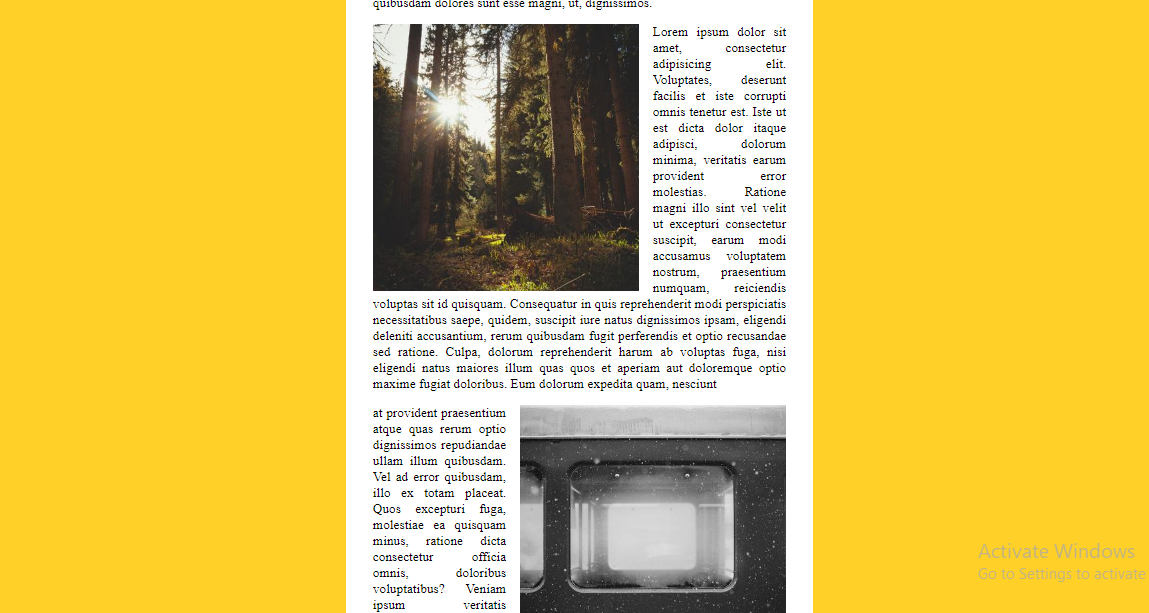 quibusdam dolores sunt esse magni, ut, dignissimos.
Lorem ipsum dolor sit
amet, consectetur
adipisicing elit.
Voluptates, deserunt
facilis et iste corrupti
omnis tenetur est. Iste ut
est dicta dolor itaque
adipisci, dolorum
minima, veritatis earum
provident error
molestias. Ratione
magni illo sint vel velit
ut excepturi consectetur
suscipit, earum modi
accusamus voluptatem
nostrum, praesentium
numquam, reiciendis
voluptas sit id quisquam. Consequatur in quis reprehenderit modi perspiciatis
necessitatibus saepe, quidem, suscipit iure natus dignissimos ipsam, eligendi
deleniti accusantium, rerum quibusdam fugit perferendis et optio recusandae
sed ratione. Culpa, dolorum reprehenderit harum ab voluptas fuga, nisi
eligendi natus maiores illum quas quos et aperiam aut doloremque optio
maxime fugiat doloribus. Eum dolorum expedita quam, nesciunt
at provident praesentium
atque quas rerum optio
dignissimos repudiandae
ullam illum quibusdam.
Vel ad error quibusdam,
illo ex totam placeat.
Quos excepturi fuga,
molestiae ea quisquam
minus, ratione dicta
consectetur officia
omnis, doloribus
voluptatibus? Veniam
ipsum veritatis
Activate Windows
Go to Settings to activate